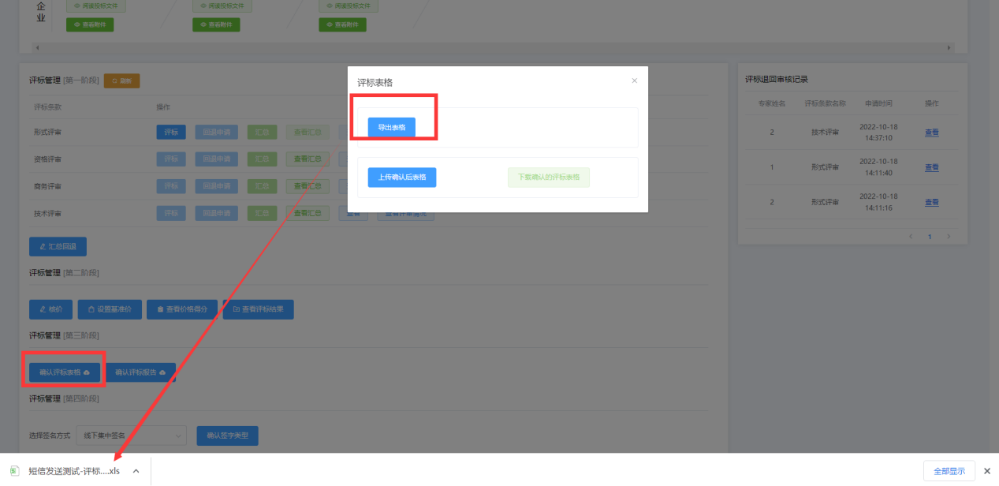 企
业
阅读投标文件 阅读投标文件 阅读投标文件
查看附件 查看附件 查看附件
评标管理 [第一阶段] 刷新
评标条款 操作
形式评审 评标 回退申请 汇总 查看汇总
资格评审 评标 回退申请 汇总 查看汇总
商务评审 评标 回退申请 汇总 查看汇总
技术评审 评标 回退申请 汇总 查看汇总 查看 查看评审情况
汇总回退
评标管理 [第二阶段]
核价 设置基准价 查看价格得分 查看评标结果
评标管理 [第三阶段]
确认评标表格 确认评标报告
评标管理 [第四阶段]
选择签名方式 线下集中签名 确认签字类型
评标表格 ×
导出表格
上传确认后表格 下载确认的评标表格
评标退回审核记录
专家姓名 评标条款名称 申请时间 操作
2 技术评审 2022-10-18 14:37:10 查看
1 形式评审 2022-10-18 14:11:40 查看
2 形式评审 2022-10-18 14:11:16 查看
1
短信发送测试-评标....xls 全部显示